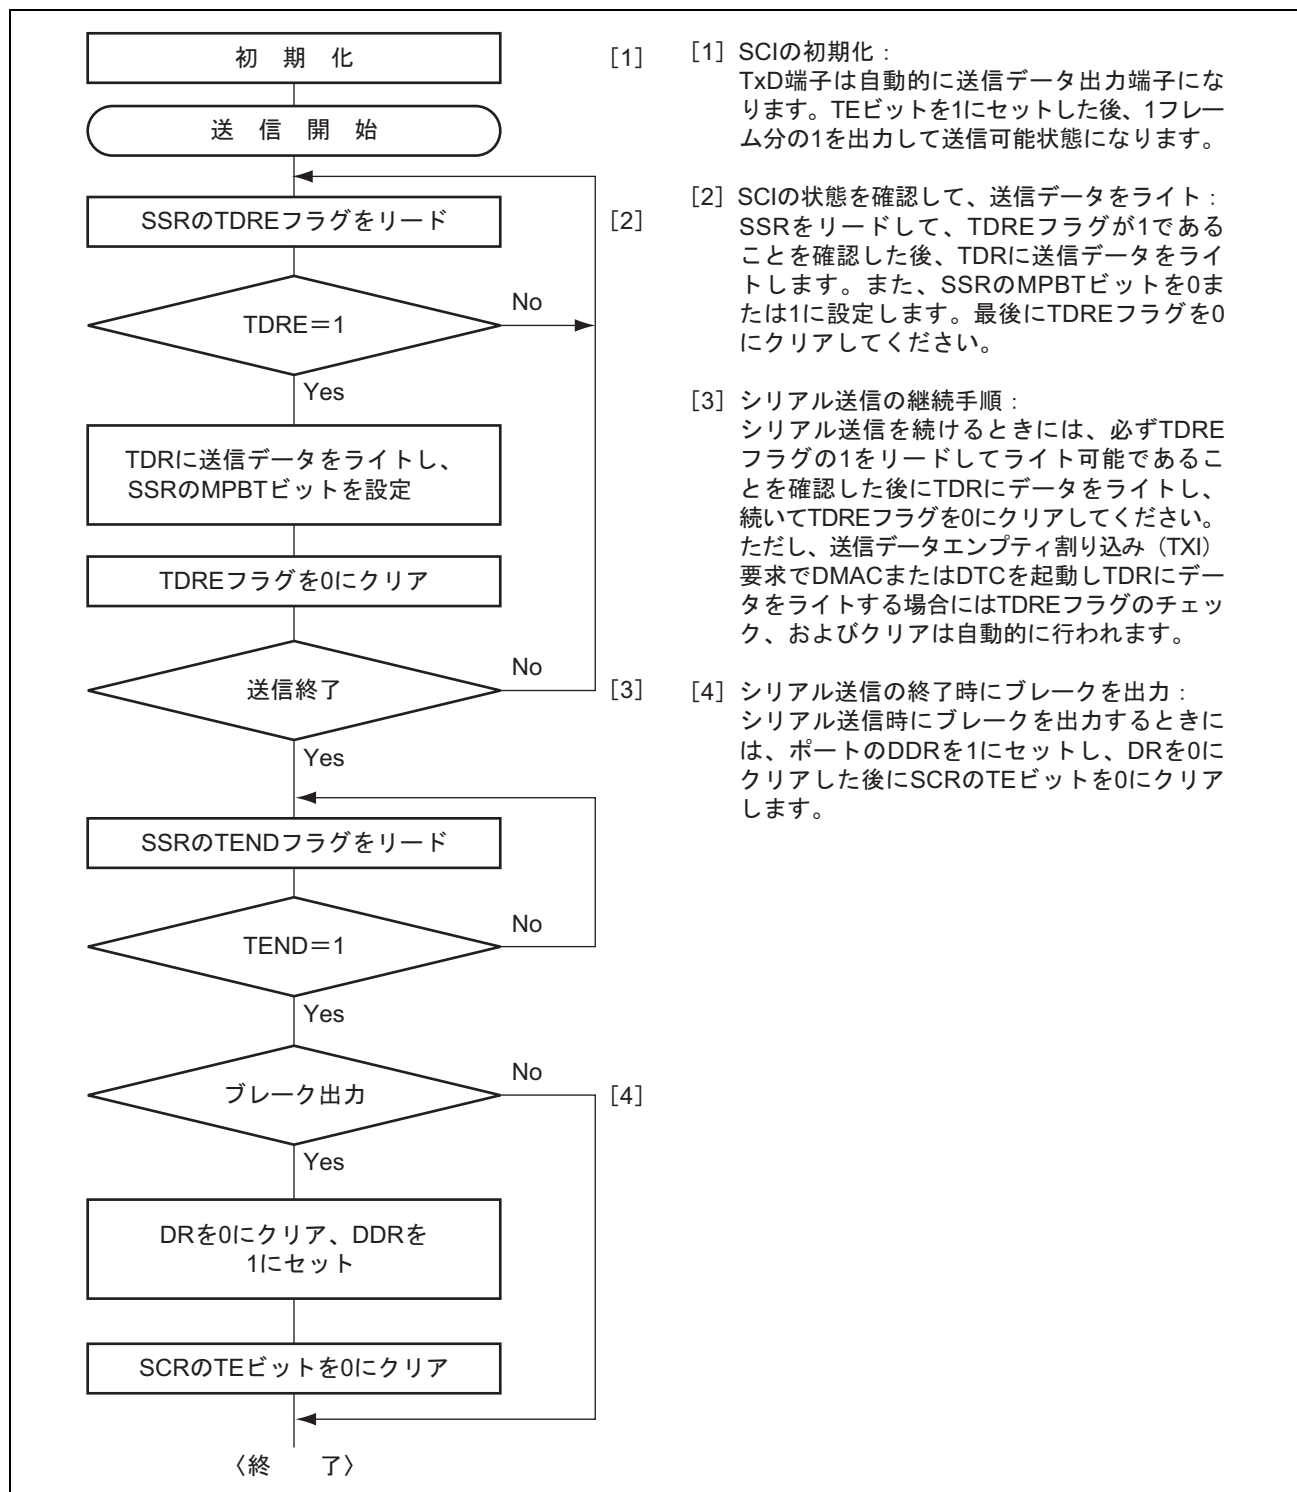 初 期 化
[1]
送 信 開 始
SSRのTDREフラグをリード
[2]
TDRE＝1
No
Yes
TDRに送信データをライトし、
SSRのMPBTビットを設定
TDREフラグを0にクリア
送信終了
No
[3]
Yes
SSRのTENDフラグをリード
TEND＝1
No
Yes
ブレーク出力
No
[4]
Yes
DRを0にクリア、DDRを
1にセット
SCRのTEビットを0にクリア
〈終 了〉
[1] SCIの初期化：
TxD端子は自動的に送信データ出力端子にな
ります。TEビットを1にセットした後、1フレー
ム分の1を出力して送信可能状態になります。
[2] SCIの状態を確認して、送信データをライト：
SSRをリードして、TDREフラグが1である
ことを確認した後、TDRに送信データをライ
トします。また、SSRのMPBTビットを0ま
たは1に設定します。最後にTDREフラグを0
にクリアしてください。
[3] シリアル送信の継続手順：
シリアル送信を続けるときには、必ずTDRE
フラグの1をリードしてライト可能であるこ
とを確認した後にTDRにデータをライトし、
続いてTDREフラグを0にクリアしてください。
ただし、送信データエンプティ割り込み（TXI）
要求でDMACまたはDTCを起動しTDRにデー
タをライトする場合にはTDREフラグのチェッ
ク、およびクリアは自動的に行われます。
[4] シリアル送信の終了時にブレークを出力：
シリアル送信時にブレークを出力するときに
は、ポートのDDRを1にセットし、DRを0に
クリアした後にSCRのTEビットを0にクリア
します。